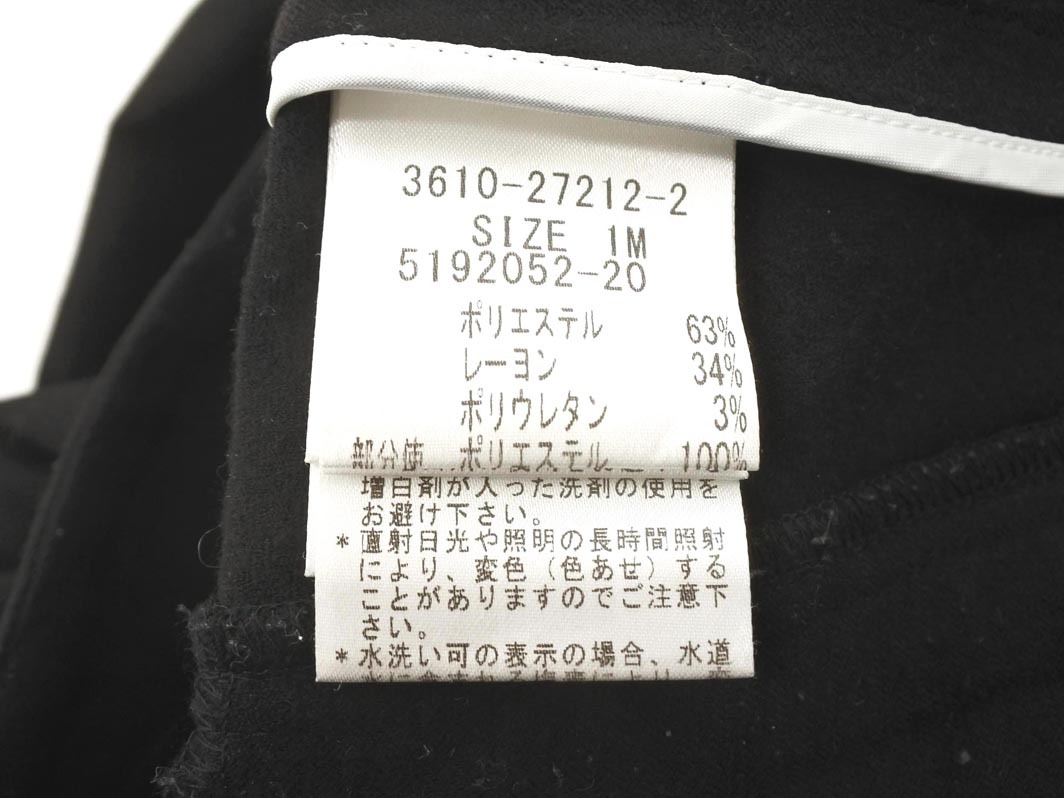 3610-27212-2
SIZE 1M
5192052-20
ポリエステル 63%
レーヨン 34%
ポリウレタン 3%
部分使 ポリエステル 100%
増白剤が入った洗剤の使用を
お避け下さい。
* 直射日光や照明の長時間照射
により、変色（色あせ）する
ことがありますのでご注意下
さい。
* 水洗い可の表示の場合、水道